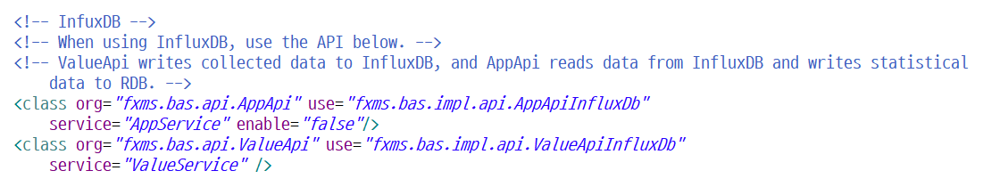 <!-- InfuxDB -->
<!-- When using InfluxDB, use the API below. -->
<!-- ValueApi writes collected data to InfluxDB, and AppApi reads data from InfluxDB and writes statistical
data to RDB. -->
<class org="fxms.bas.api.AppApi" use="fxms.bas.impl.api.AppApiInfluxDb"
service="AppService" enable="false"/>
<class org="fxms.bas.api.ValueApi" use="fxms.bas.impl.api.ValueApiInfluxDb"
service="ValueService" />